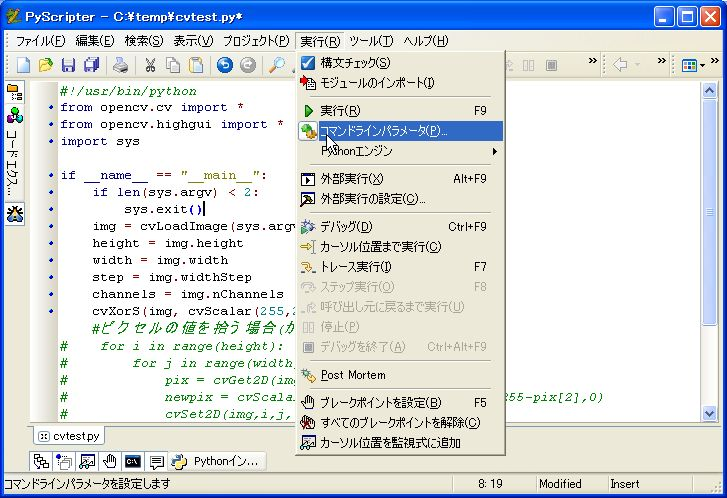 PyScripter - C:¥temp¥cvtest.py*
ファイル(F) 編集(E) 検索(S) 表示(V) プロジェクト(P) 実行(R) ツール(T) ヘルプ(H)
構文チェック(S)
モジュールのインポート(I)
実行(R) F9
コマンドラインパラメータ(P)...
Pythonエンジン
外部実行(X) Alt+F9
外部実行の設定(C)...
デバッグ(D) Ctrl+F9
カーソル位置まで実行(C)
トレース実行(I) F7
ステップ実行(O) F8
呼び出し元に戻るまで実行(U)
停止(P)
デバッグを終了(A) Ctrl+Alt+F9
Post Mortem
ブレークポイントを設定(B) F5
すべてのブレークポイントを解除(C)
カーソル位置を監視式に追加
コードエクス...
#!/usr/bin/python
from opencv.cv import *
from opencv.highgui import *
import sys
if __name__ == "__main__":
if len(sys.argv) < 2:
sys.exit()
img = cvLoadImage(sys.argv
height = img.height
width = img.width
step = img.widthStep
channels = img.nChannels
cvXorS(img, cvScalar(255,2
#ピクセルの値を拾う場合(か
# for i in range(height):
# for j in range(width
# pix = cvGet2D(img
# newpix = cvScala 255-pix[2],0)
# cvSet2D(img,i,j,
cvtest.py
Pythonイン...
コマンドラインパラメータを設定します 8: 19 Modified Insert